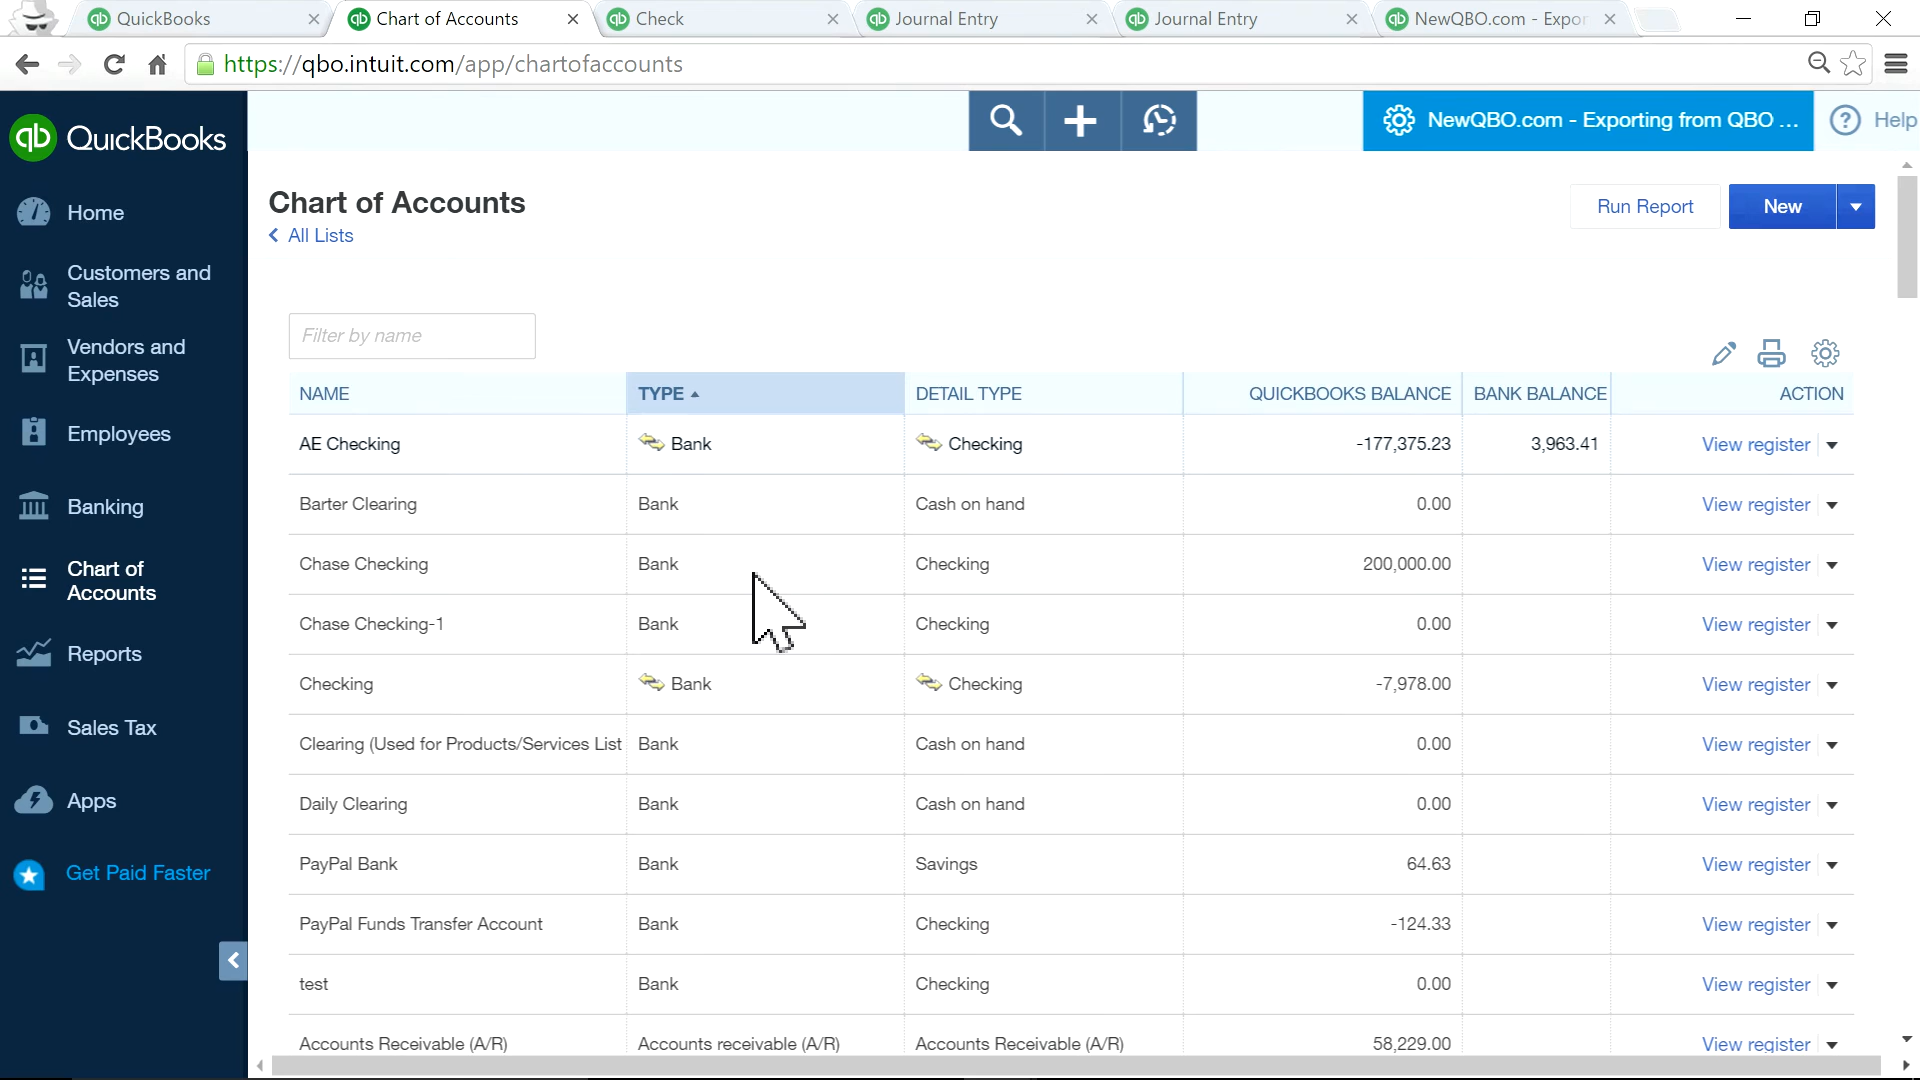 QuickBooks
Chart of Accounts
Check
Journal Entry
Journal Entry
NewQBO.com - Expor
https://qbo.intuit.com/app/chartofaccounts
qb QuickBooks
NewQBO.com - Exporting from QBO ...
? Help
Home
Customers and
Sales
Vendors and
Expenses
Employees
Banking
Chart of
Accounts
Reports
Sales Tax
Apps
Get Paid Faster
Chart of Accounts
All Lists
Run Report
New
Filter by name
NAME TYPE DETAIL TYPE QUICKBOOKS BALANCE BANK BALANCE ACTION
AE Checking Bank Checking -177,375.23 3,963.41 View register
Barter Clearing Bank Cash on hand 0.00 View register
Chase Checking Bank Checking 200,000.00 View register
Chase Checking-1 Bank Checking 0.00 View register
Checking Bank Checking -7,978.00 View register
Clearing (Used for Products/Services List Bank Cash on hand 0.00 View register
Daily Clearing Bank Cash on hand 0.00 View register
PayPal Bank Bank Savings 64.63 View register
PayPal Funds Transfer Account Bank Checking -124.33 View register
test Bank Checking 0.00 View register
Accounts Receivable (A/R) Accounts receivable (A/R) Accounts Receivable (A/R) 58,229.00 View register